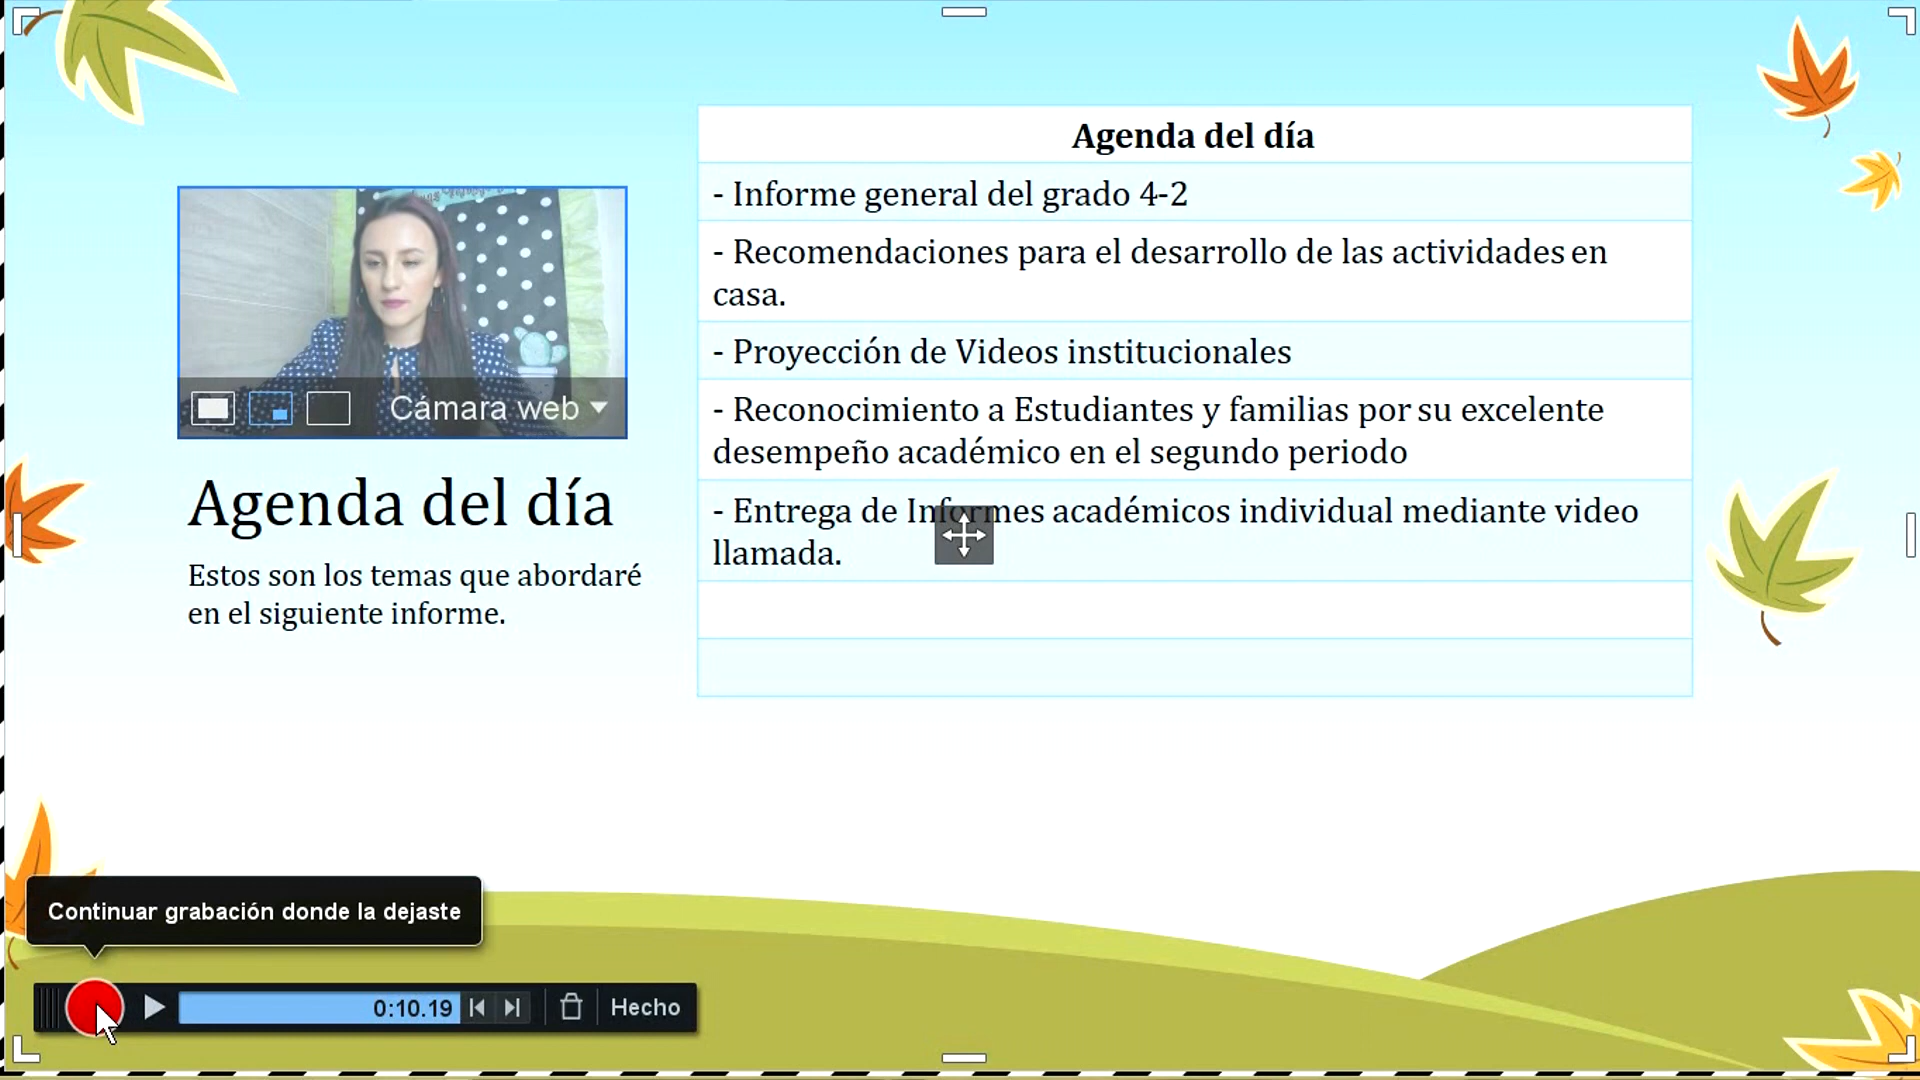 Agenda del día
- Informe general del grado 4-2
- Recomendaciones para el desarrollo de las actividades en
casa.
- Proyección de Videos institucionales
- Reconocimiento a Estudiantes y familias por su excelente
desempeño académico en el segundo periodo
- Entrega de Informes académicos individual mediante video
llamada.
Cámara web
Agenda del día
Estos son los temas que abordaré
en el siguiente informe.
Continuar grabación donde la dejaste
0:10.19
Hecho